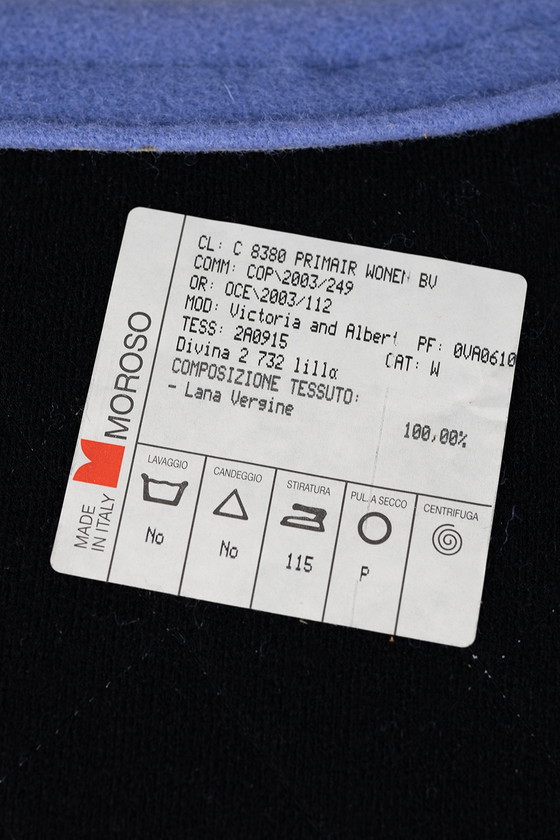 CL: C 8380 PRIMAIR WONEN BV
COMM: COP\2003/249
OR: OCE\2003/112
MOD: Victoria and Albert PF: 0VA0610
TESS: 2A0915 CAT: W
Divina 2 732 lilla
COMPOSIZIONE TESSUTO:
- Lana Vergine 100,00%
MOROSO
MADE
IN ITALY
LAVAGGIO CANDEGGIO STIRATURA PUL. A SECCO CENTRIFUGA
No No 115 P